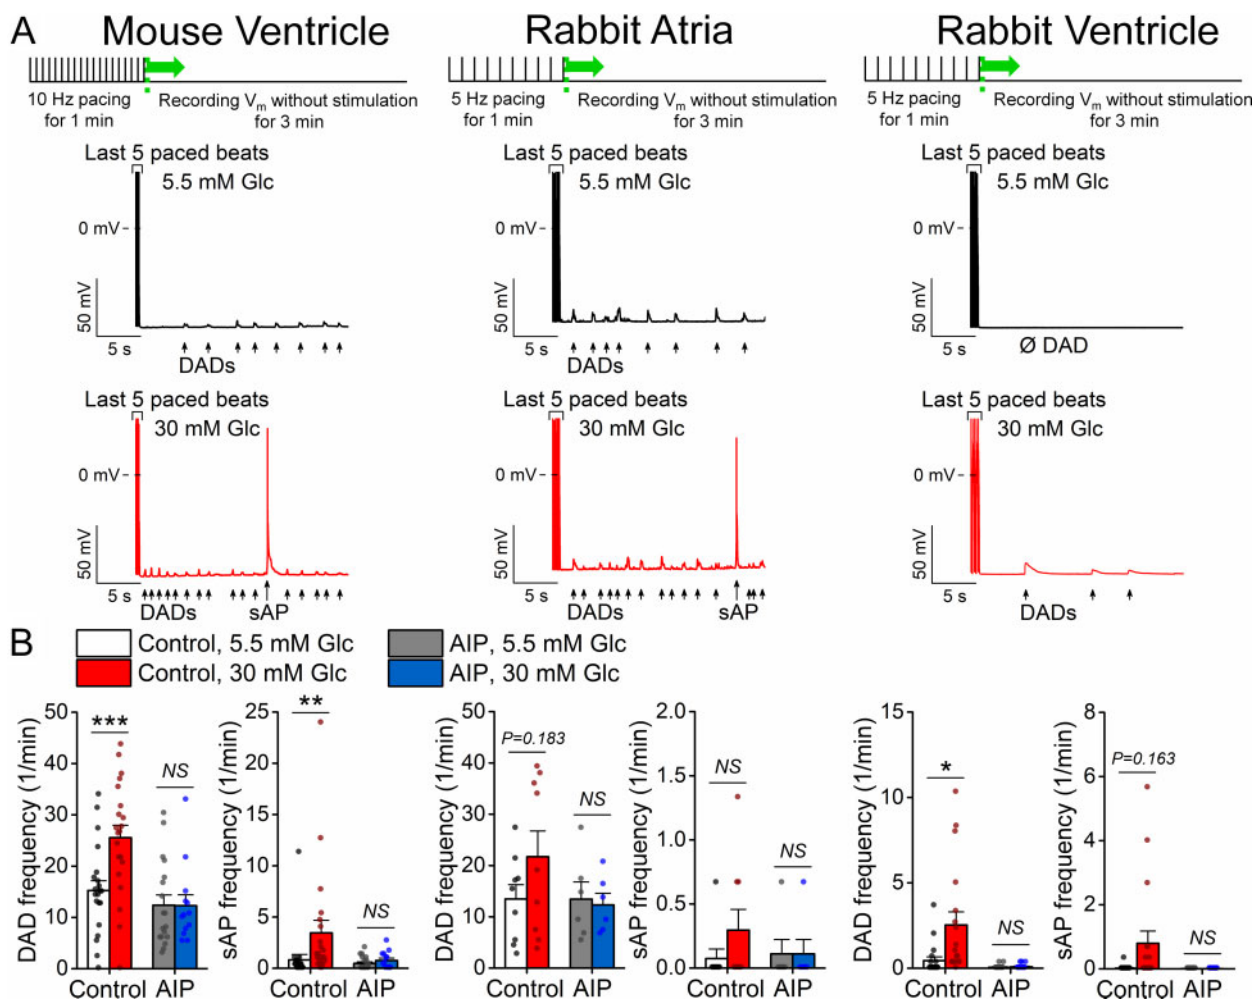 A
Mouse Ventricle
Rabbit Atria
Rabbit Ventricle
10 Hz pacing
for 1 min
Recording Vm without stimulation
for 3 min
5 Hz pacing
for 1 min
Recording Vm without stimulation
for 3 min
5 Hz pacing
for 1 min
Recording Vm without stimulation
for 3 min
Last 5 paced beats
5.5 mM Glc
0 mV
50 mV
5 s
DADs
Last 5 paced beats
5.5 mM Glc
0 mV
50 mV
5 s
DADs
Last 5 paced beats
5.5 mM Glc
0 mV
50 mV
5 s
Ø DAD
Last 5 paced beats
30 mM Glc
0 mV
50 mV
5 s
DADs
sAP
Last 5 paced beats
30 mM Glc
0 mV
50 mV
5 s
DADs
sAP
Last 5 paced beats
30 mM Glc
0 mV
50 mV
5 s
DADs
B
Control, 5.5 mM Glc
Control, 30 mM Glc
AIP, 5.5 mM Glc
AIP, 30 mM Glc
DAD frequency (1/min)
50
40
30
20
10
0
***
NS
Control
AIP
sAP frequency (1/min)
25
20
15
10
5
0
**
NS
Control
AIP
DAD frequency (1/min)
50
40
30
20
10
0
P=0.183
NS
Control
AIP
sAP frequency (1/min)
2.0
1.5
1.0
0.5
0.0
NS
NS
Control
AIP
DAD frequency (1/min)
15
10
5
0
*
NS
Control
AIP
sAP frequency (1/min)
8
6
4
2
0
P=0.163
NS
Control
AIP